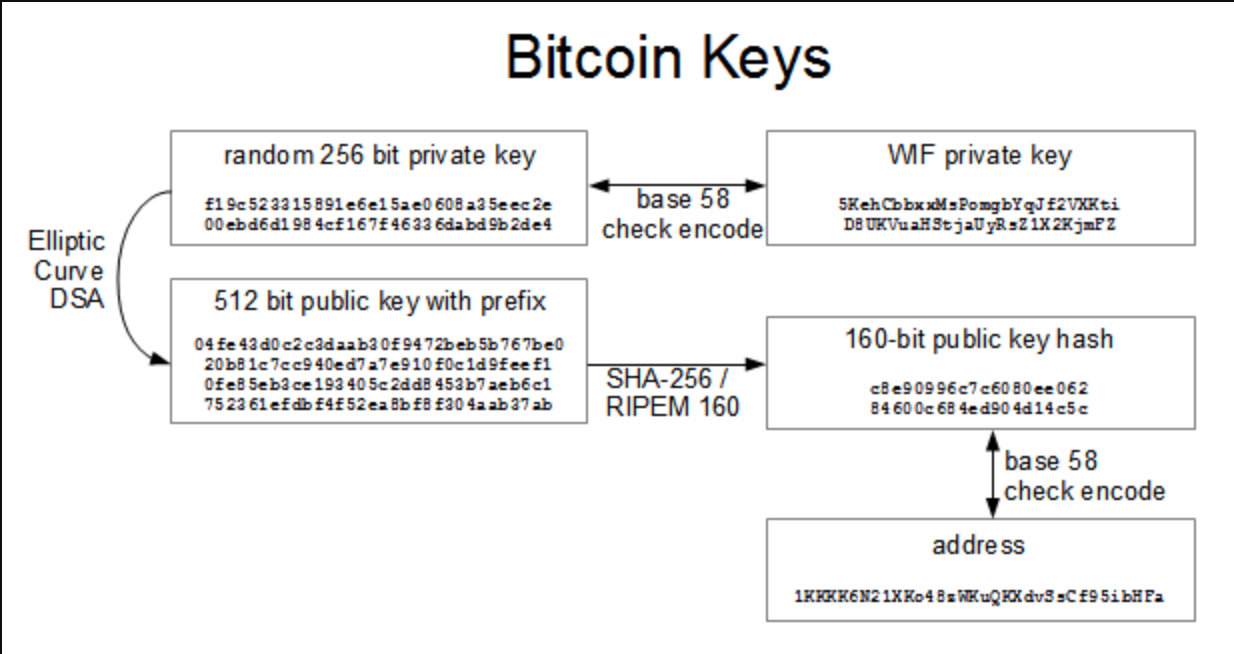 Bitcoin Keys
random 256 bit private key
f19c523315891e6e15ae0608a35eec2e
00ebd6d1984cf167f46336dabd9b2de4
base 58
check encode
WIF private key
5KehCbbxxMsPomgbYqJf2VXKti
D8UKVuaHStjaUyRsZ1X2KjmFZ
Elliptic
Curve
DSA
512 bit public key with prefix
04fe43d0c2c3daab30f9472beb5b767be0
20b81c7cc940ed7a7e910f0c1d9feef1
0fe85eb3ce193405c2dd8453b7aeb6c1
752361efdbf4f52ea8bf8f304aab37ab
SHA-256 /
RIPEM 160
160-bit public key hash
c8e90996c7c6080ee062
84600c684ed904d14c5c
base 58
check encode
address
1KKKK6N21XKo48zWKuQKXdvSsCf95ibHFa